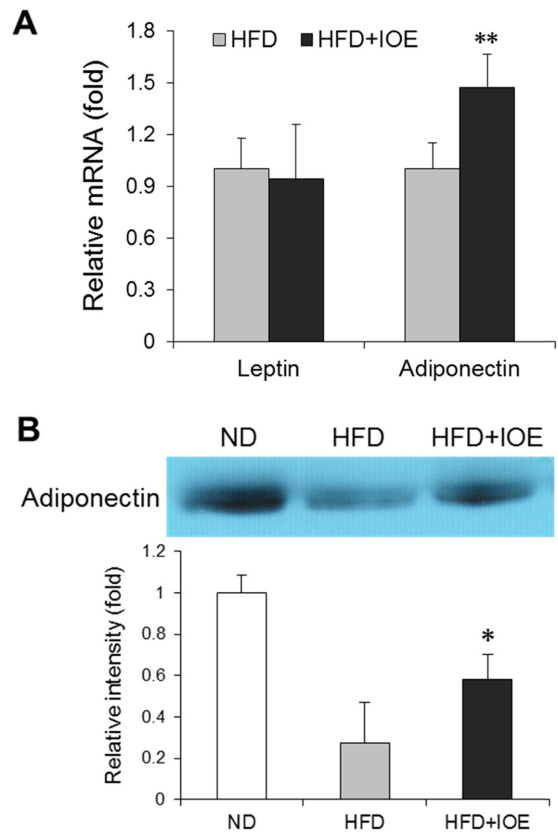 A
Relative mRNA (fold)
1.8
1.5
1.2
0.9
0.6
0.3
0
HFD HFD+IOE
**
Leptin Adiponectin
B
ND HFD HFD+IOE
Adiponectin
Relative intensity (fold)
1.2
1
0.8
0.6
0.4
0.2
0
*
ND HFD HFD+IOE